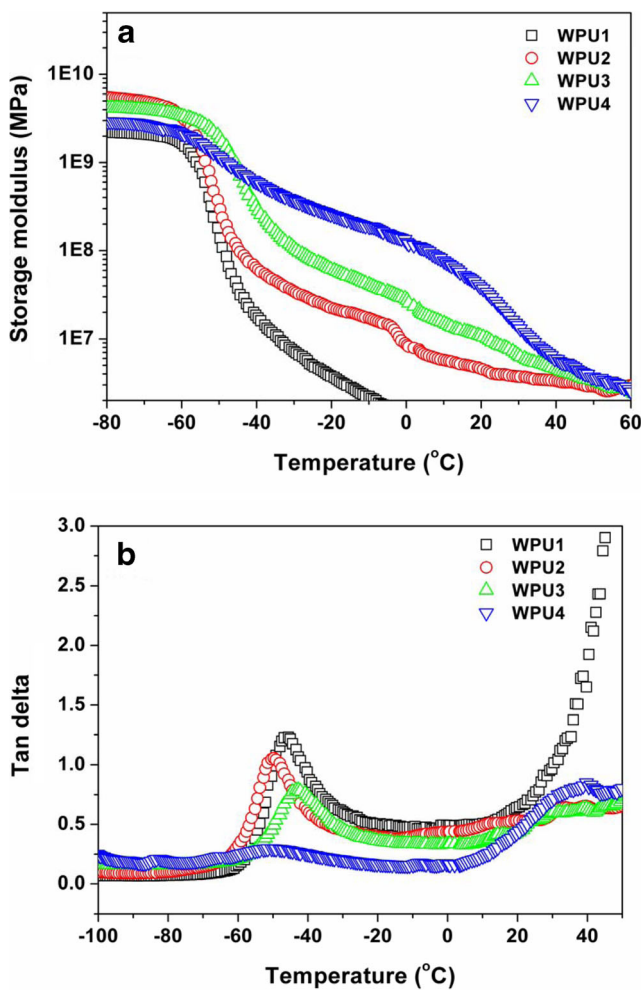 a
WPU1
WPU2
WPU3
WPU4
1E10
1E9
1E8
1E7
Storage moldulus (MPa)
-80 -60 -40 -20 0 20 40 60
Temperature (°C)
b
WPU1
WPU2
WPU3
WPU4
3.0
2.5
2.0
1.5
1.0
0.5
0.0
Tan delta
-100 -80 -60 -40 -20 0 20 40
Temperature (°C)